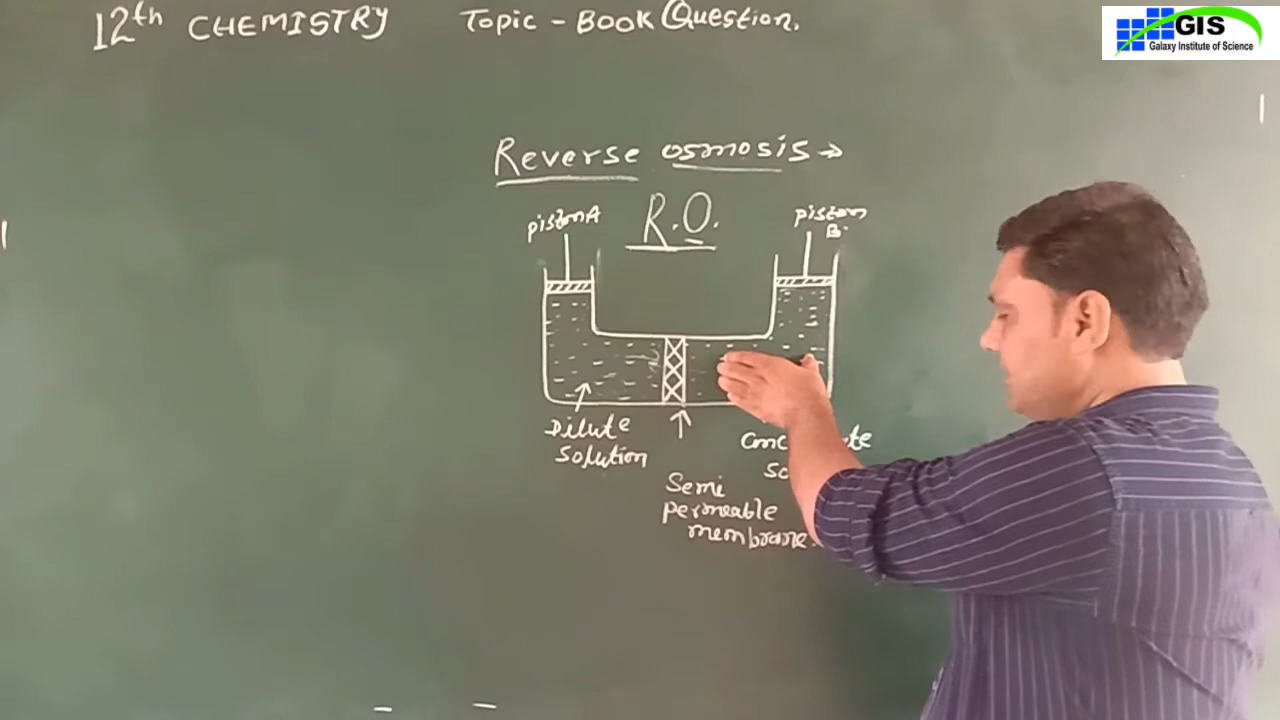 12th CHEMISTRY Topic - Book Question.
GIS
Galaxy Institute of Science
Reverse osmosis →
R.O.
piston A
piston
B.
Dilute
solution
Semi
permeable
membrane.